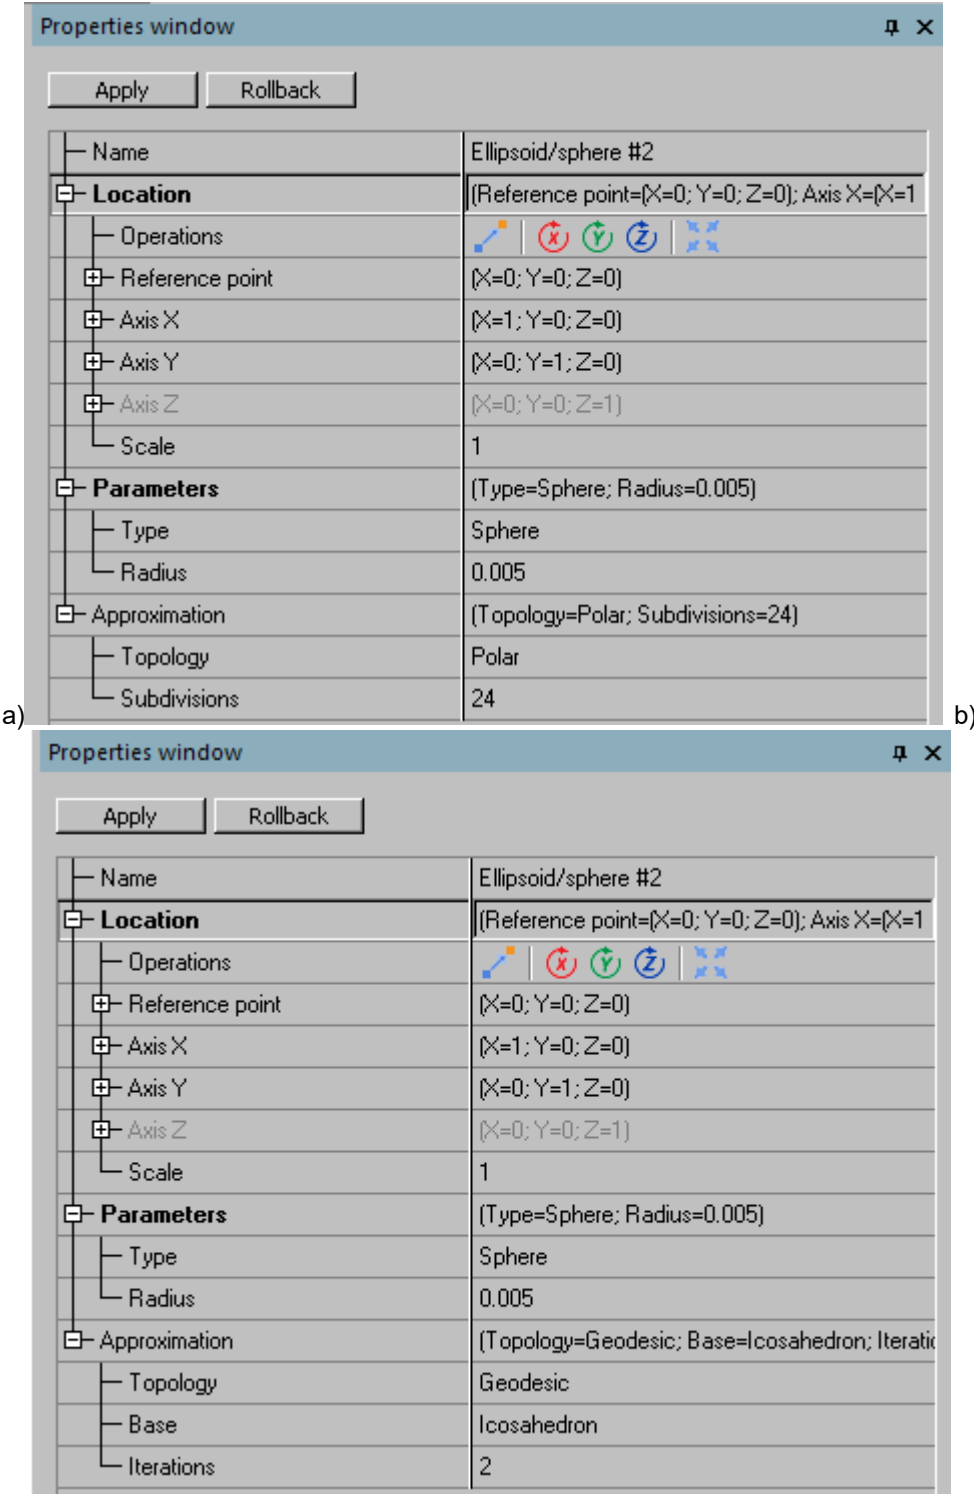 Properties window
Apply Rollback
Name Ellipsoid/sphere #2
Location (Reference point=(X=0; Y=0; Z=0); Axis X=(X=1
Operations X Y Z
Reference point (X=0; Y=0; Z=0)
Axis X (X=1; Y=0; Z=0)
Axis Y (X=0; Y=1; Z=0)
Axis Z (X=0; Y=0; Z=1)
Scale 1
Parameters (Type=Sphere; Radius=0.005)
Type Sphere
Radius 0.005
Approximation (Topology=Polar; Subdivisions=24)
Topology Polar
Subdivisions 24
a) b)
Properties window
Apply Rollback
Name Ellipsoid/sphere #2
Location (Reference point=(X=0; Y=0; Z=0); Axis X=(X=1
Operations X Y Z
Reference point (X=0; Y=0; Z=0)
Axis X (X=1; Y=0; Z=0)
Axis Y (X=0; Y=1; Z=0)
Axis Z (X=0; Y=0; Z=1)
Scale 1
Parameters (Type=Sphere; Radius=0.005)
Type Sphere
Radius 0.005
Approximation (Topology=Geodesic; Base=Icosahedron; Iteratio
Topology Geodesic
Base Icosahedron
Iterations 2